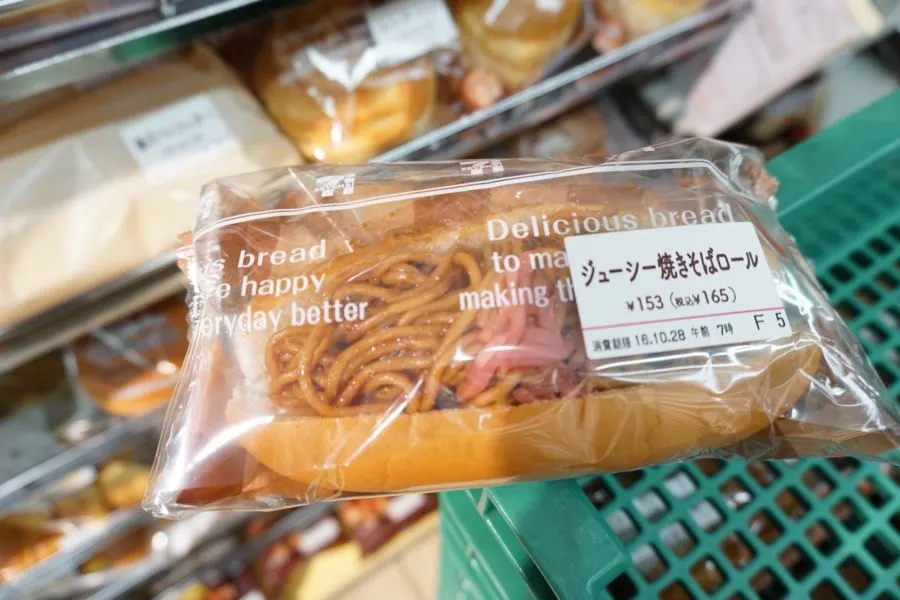 us bread
e happy
eryday better
Delicious bread
to ma
making th
ジューシー焼きそばロール
¥153 (税込¥165)
消費期限 16.10.28 午前 7時 F 5